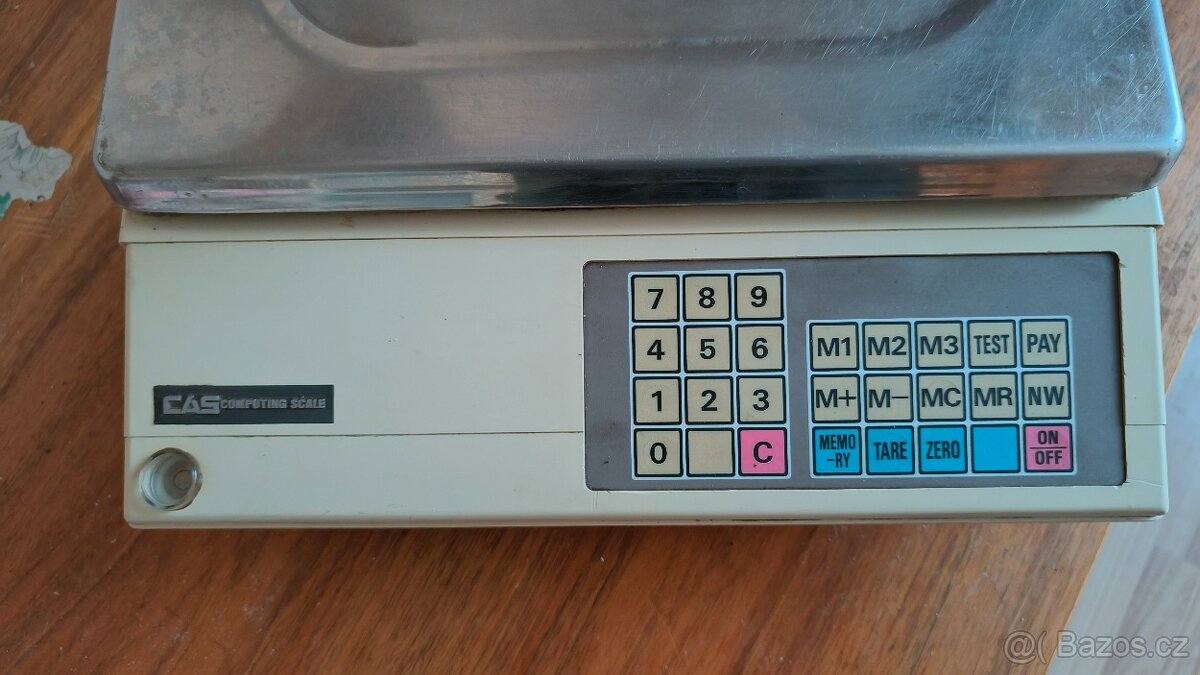 CAS COMPUTING SCALE
7 8 9
4 5 6
1 2 3
0 C
M1 M2 M3 TEST PAY
M+ M− MC MR NW
MEMO
-RY TARE ZERO ON
OFF
@( Bazos.cz